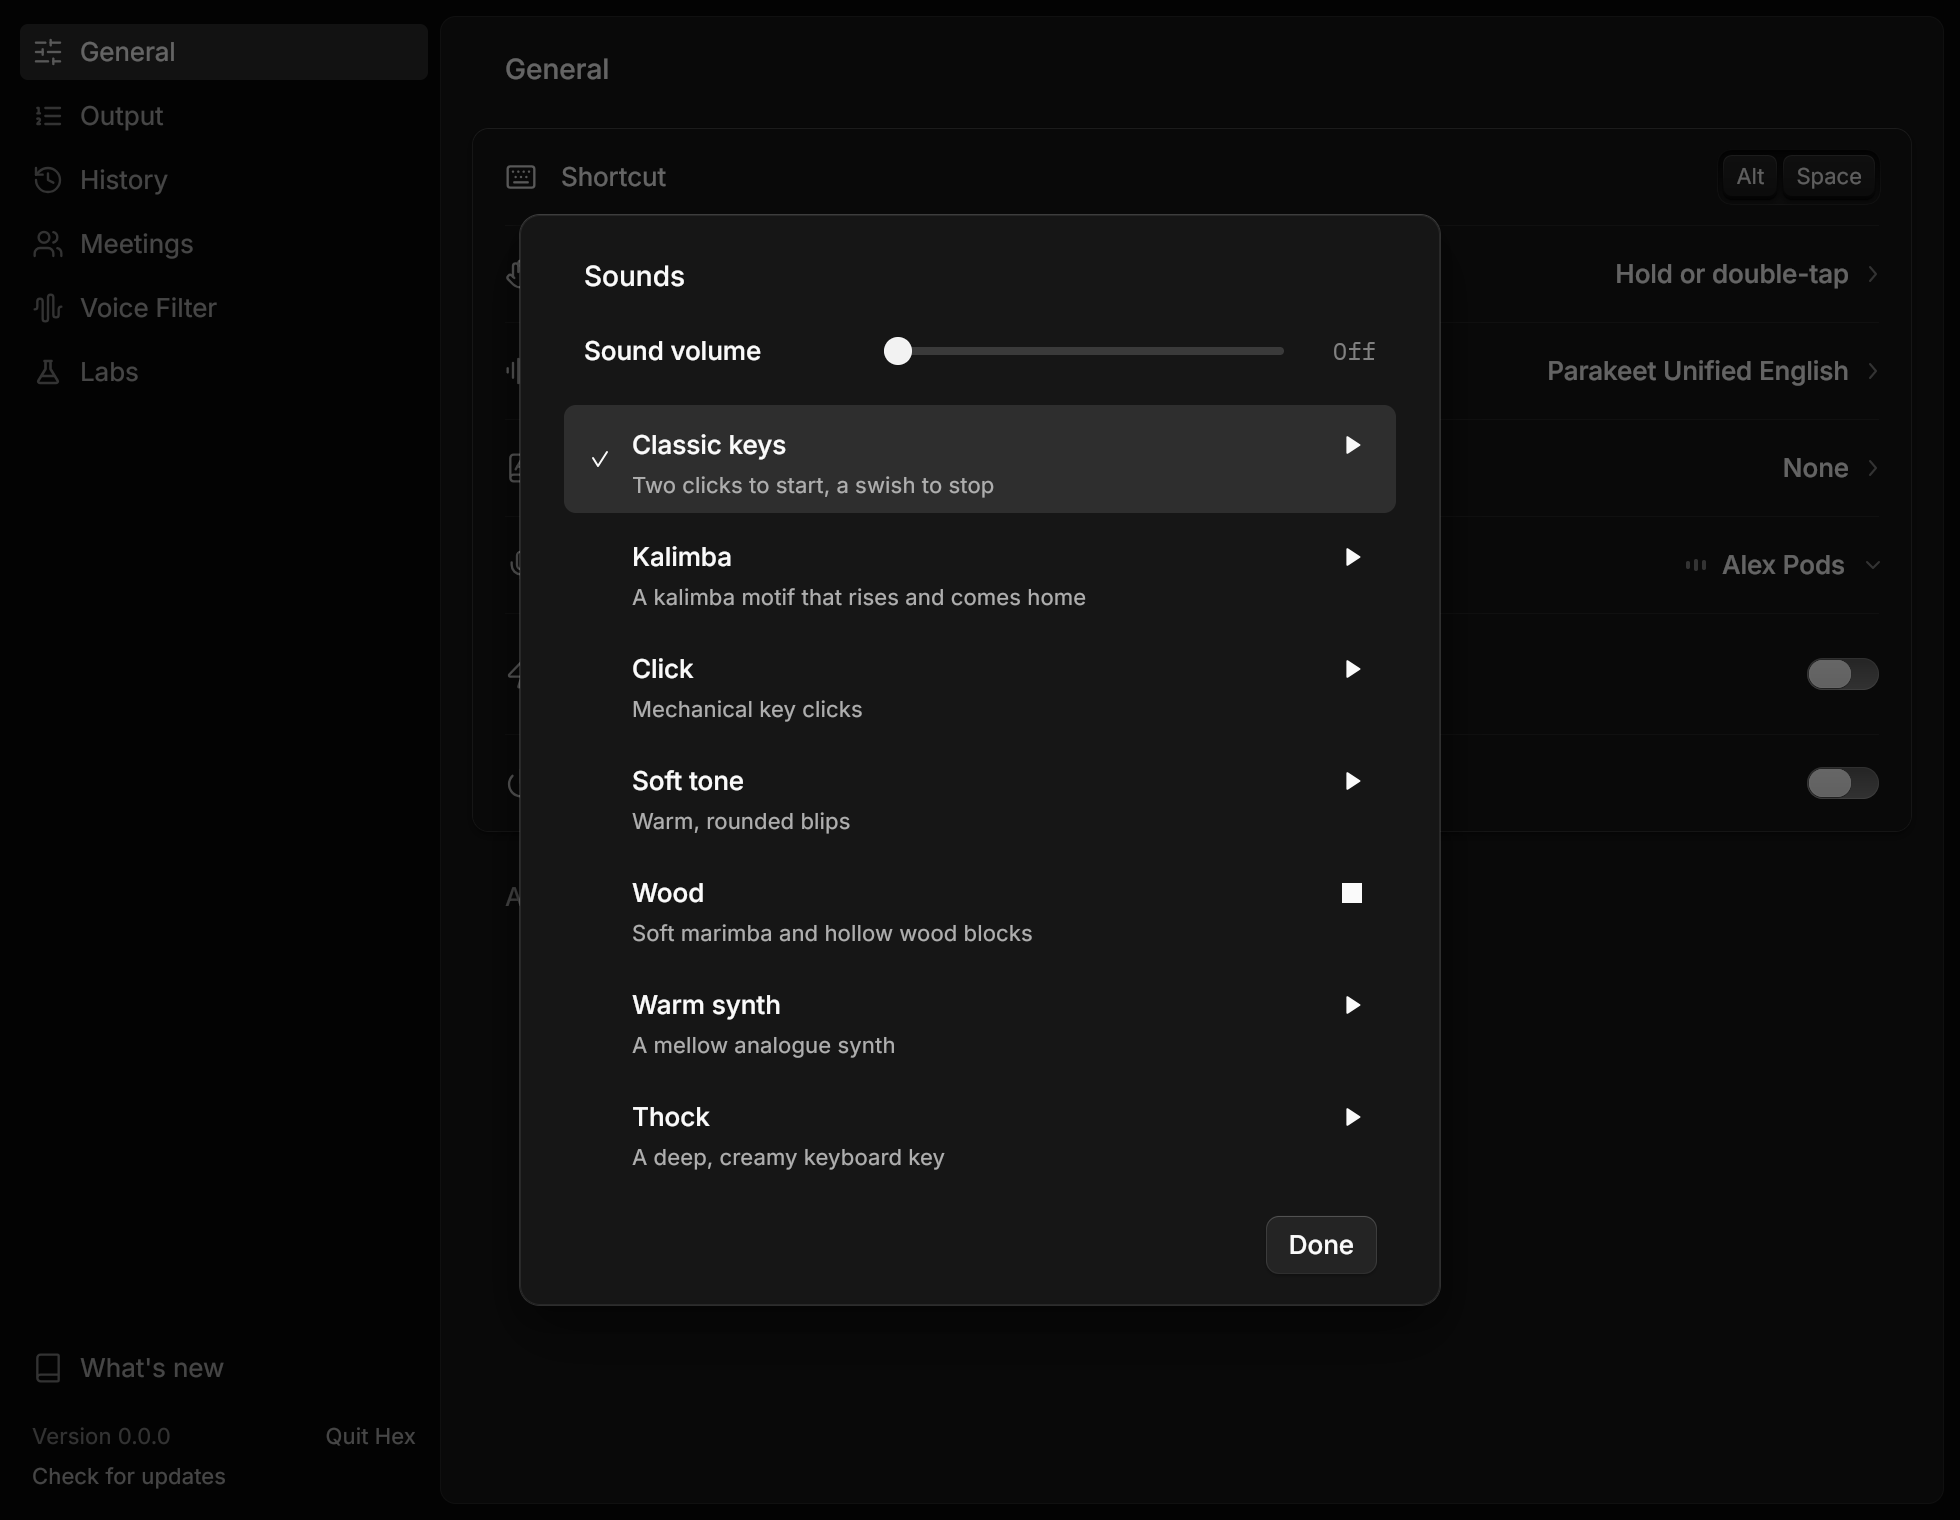 General
Output
History
Meetings
Voice Filter
Labs
What's new
Version 0.0.0
Quit Hex
Check for updates
General
Shortcut
Alt
Space
Hold or double-tap
Parakeet Unified English
None
Alex Pods
Sounds
Sound volume
Off
Classic keys
Two clicks to start, a swish to stop
Kalimba
A kalimba motif that rises and comes home
Click
Mechanical key clicks
Soft tone
Warm, rounded blips
Wood
Soft marimba and hollow wood blocks
Warm synth
A mellow analogue synth
Thock
A deep, creamy keyboard key
Done